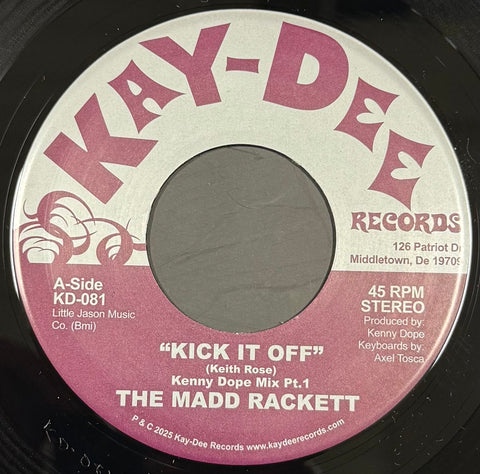 KAY-DEE
RECORDS
126 Patriot Dr
Middletown, De 19709
A-Side
KD-081
Little Jason Music
Co. (Bmi)
45 RPM
STEREO
Produced by:
Kenny Dope
Keyboards by:
Axel Tosca
"KICK IT OFF"
(Keith Rose)
Kenny Dope Mix Pt.1
THE MADD RACKETT
P & C 2025 Kay-Dee Records www.kaydeerecords.com